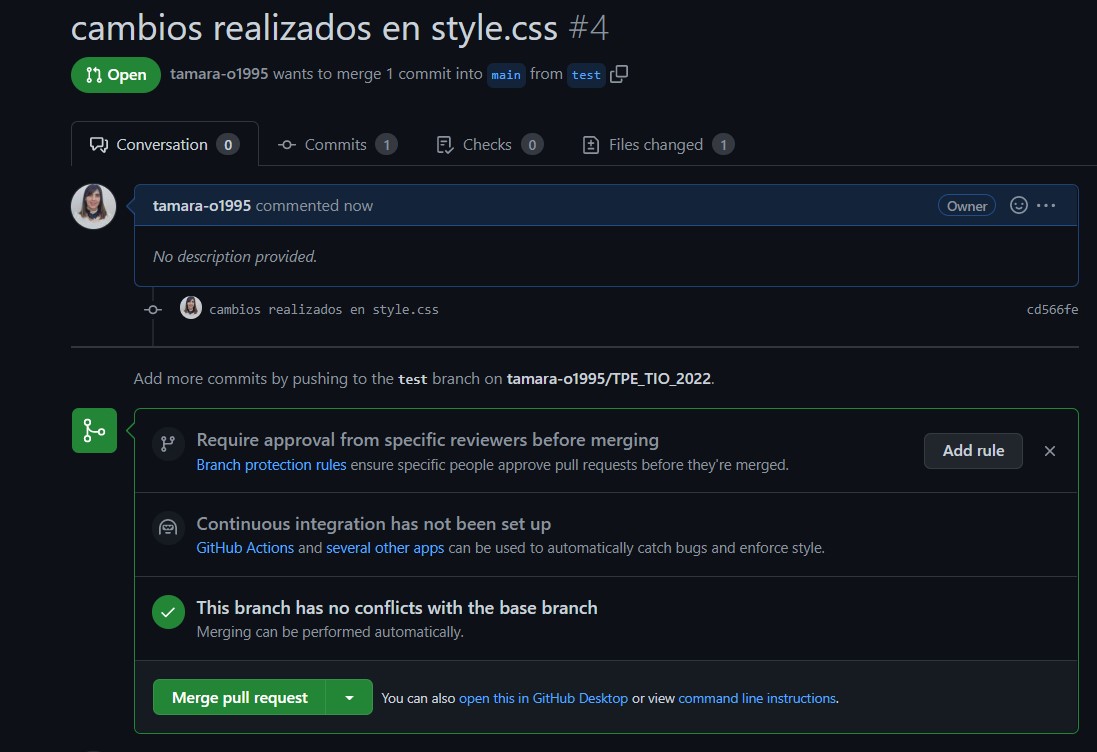 cambios realizados en style.css #4
Open tamara-o1995 wants to merge 1 commit into main from test
Conversation 0 Commits 1 Checks 0 Files changed 1
tamara-o1995 commented now Owner
No description provided.
cambios realizados en style.css cd566fe
Add more commits by pushing to the test branch on tamara-o1995/TPE_TIO_2022.
Require approval from specific reviewers before merging
Branch protection rules ensure specific people approve pull requests before they're merged.
Add rule
Continuous integration has not been set up
GitHub Actions and several other apps can be used to automatically catch bugs and enforce style.
This branch has no conflicts with the base branch
Merging can be performed automatically.
Merge pull request You can also open this in GitHub Desktop or view command line instructions.